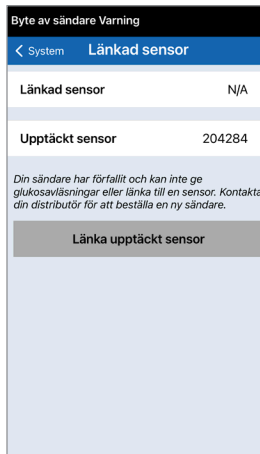 Byte av sändare Varning
System Länkad sensor
Länkad sensor N/A
Upptäckt sensor 204284
Din sändare har förfallit och kan inte ge
glukosavläsningar eller länka till en sensor. Kontakta
din distributör för att beställa en ny sändare.
Länka upptäckt sensor